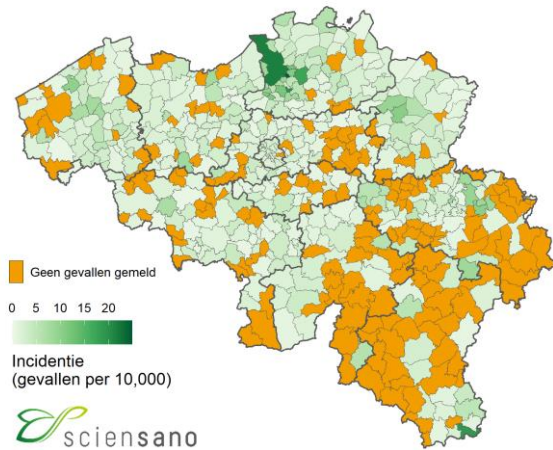 Geen gevallen gemeld
0 5 10 15 20
Incidentie
(gevallen per 10,000)
sciensano